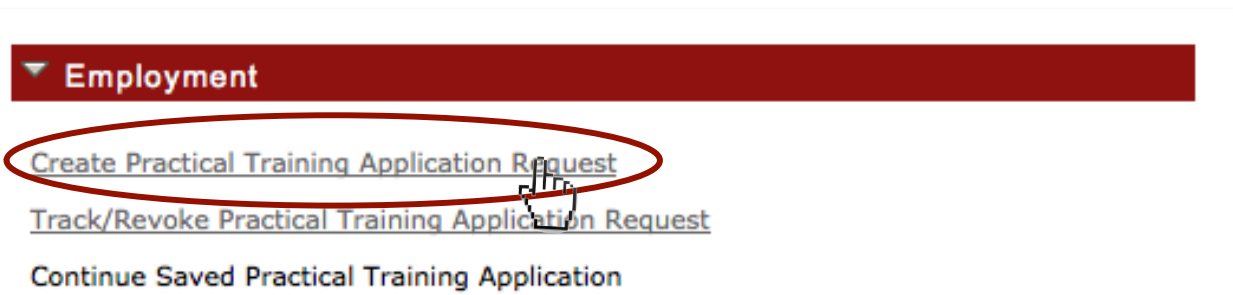 Employment
Create Practical Training Application Request
Track/Revoke Practical Training Application Request
Continue Saved Practical Training Application